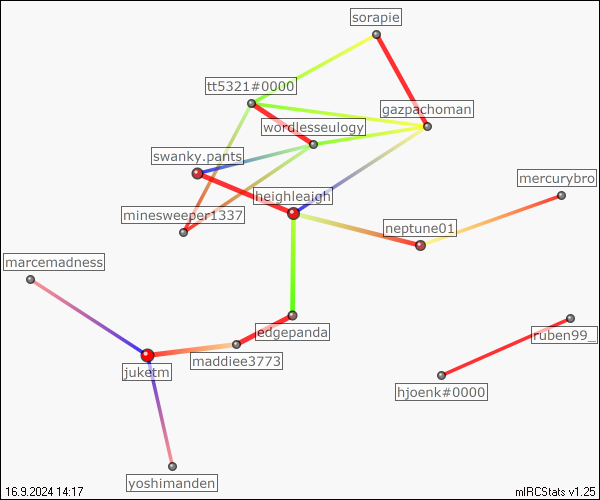 sorapie
tt5321#0000
gazpachoman
wordlesseulogy
swanky.pants
mercurybro
heighleaigh
minesweeper1337
neptune01
marcemadness
edgepanda
ruben99_
maddiee3773
juketm
hjoenk#0000
yoshimanden
16.9.2024 14:17
mIRCStats v1.25